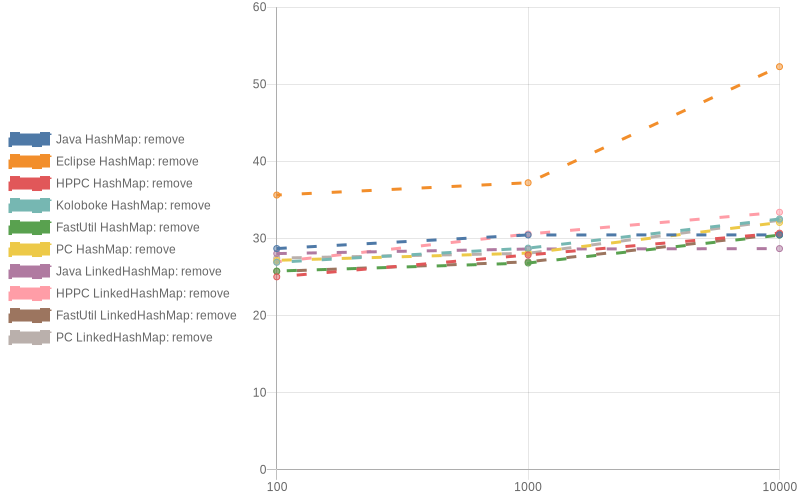 Java HashMap: remove
Eclipse HashMap: remove
HPPC HashMap: remove
Koloboke HashMap: remove
FastUtil HashMap: remove
PC HashMap: remove
Java LinkedHashMap: remove
HPPC LinkedHashMap: remove
FastUtil LinkedHashMap: remove
PC LinkedHashMap: remove
60
50
40
30
20
10
0
100 1000 10000